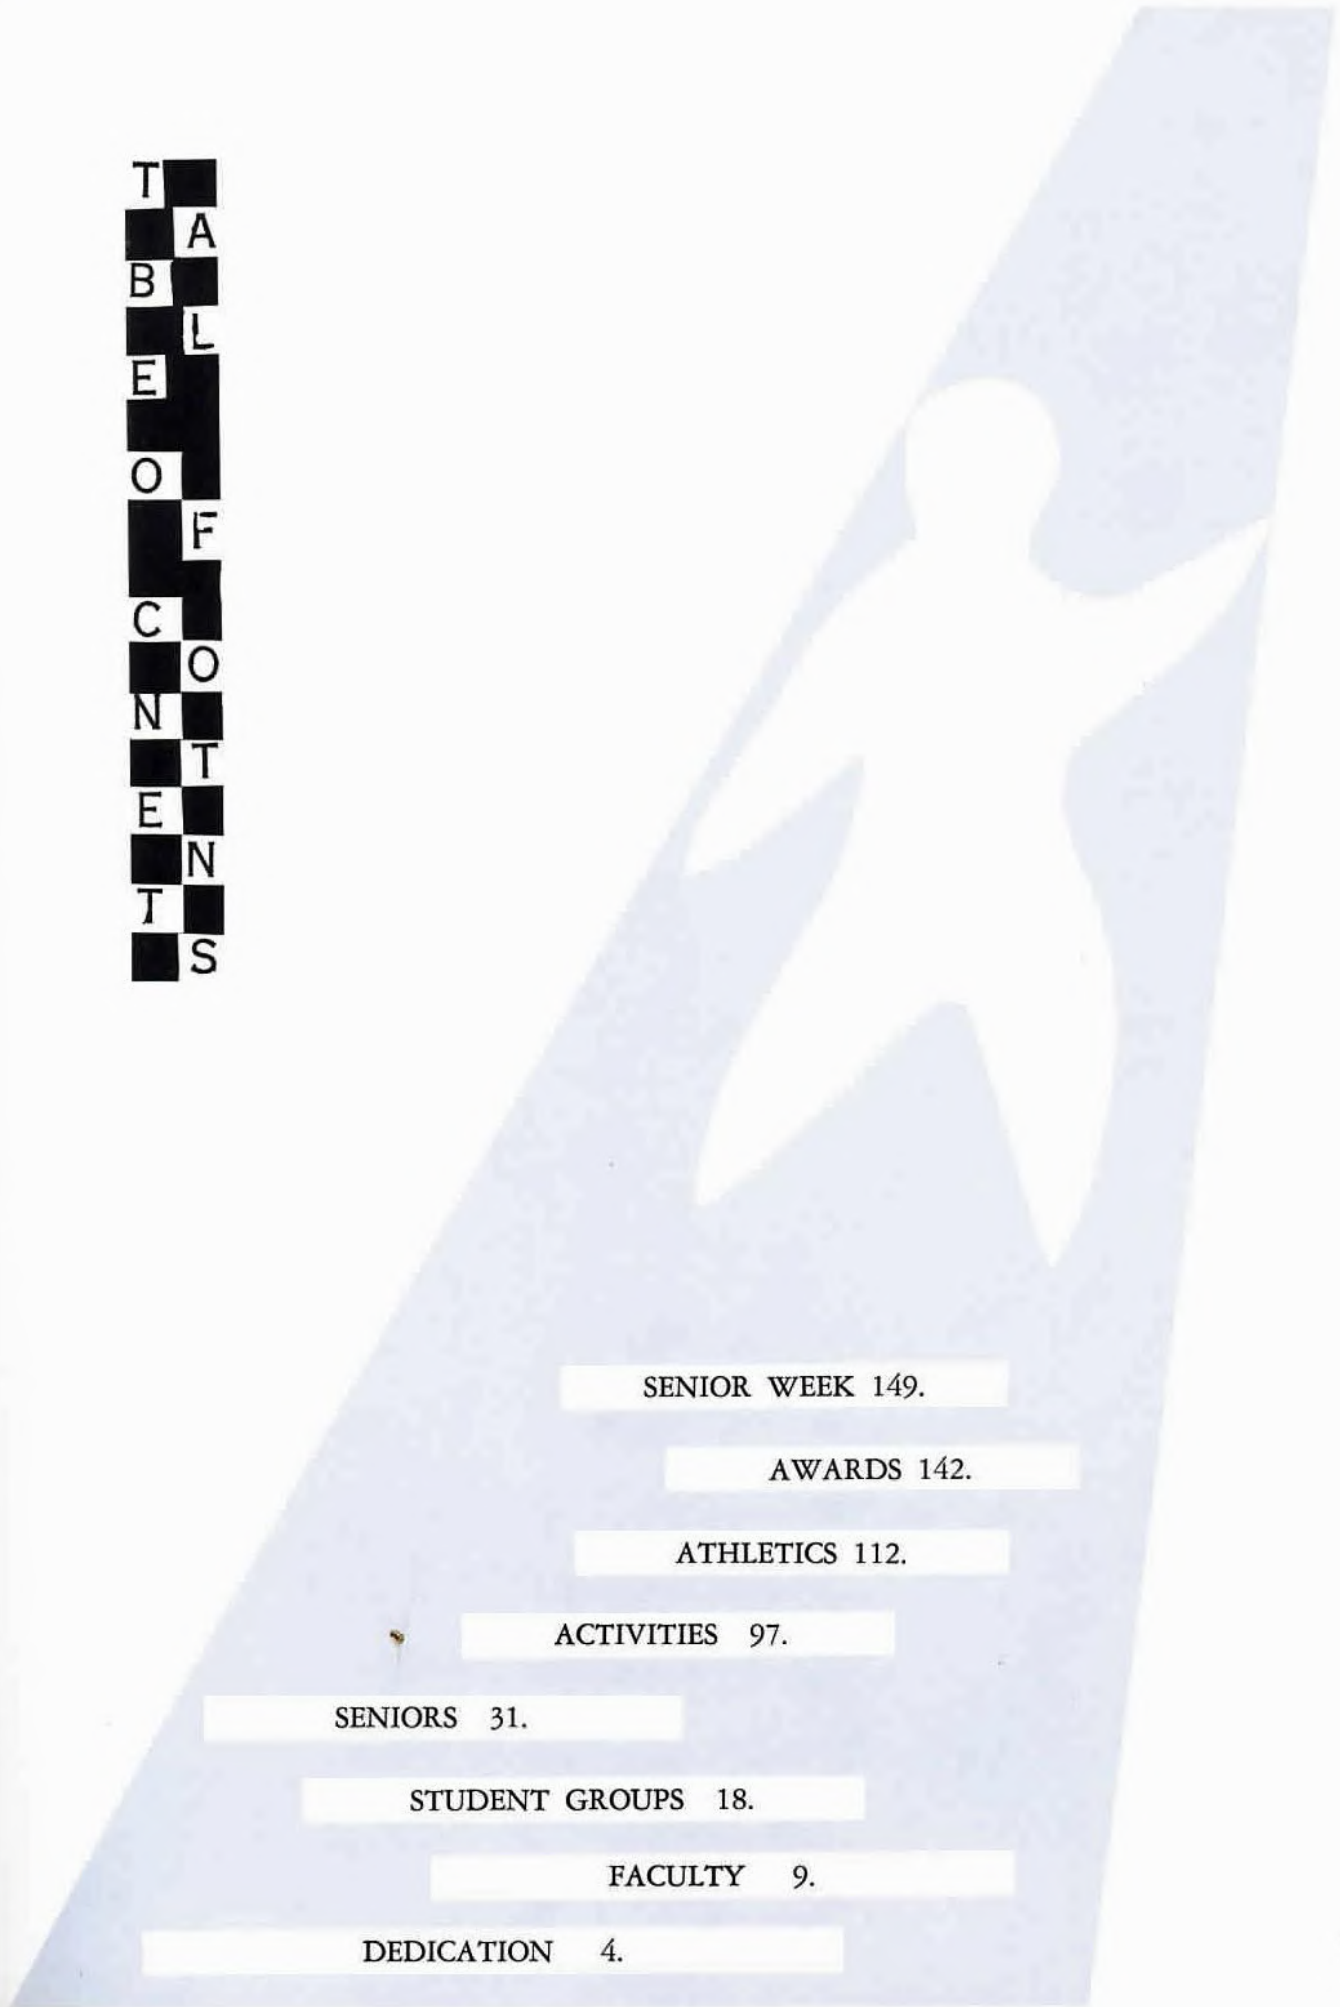 TABLE OF CONTENTS
SENIOR WEEK 149.
AWARDS 142.
ATHLETICS 112.
ACTIVITIES 97.
SENIORS 31.
STUDENT GROUPS 18.
FACULTY 9.
DEDICATION 4.